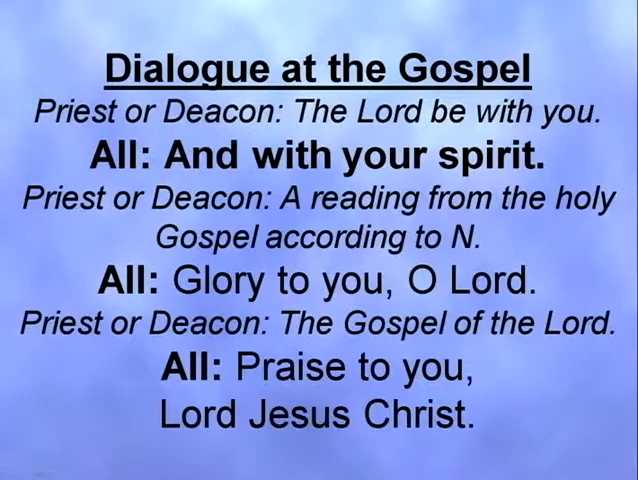 Dialogue at the Gospel
Priest or Deacon: The Lord be with you.
All: And with your spirit.
Priest or Deacon: A reading from the holy
Gospel according to N.
All: Glory to you, O Lord.
Priest or Deacon: The Gospel of the Lord.
All: Praise to you,
Lord Jesus Christ.